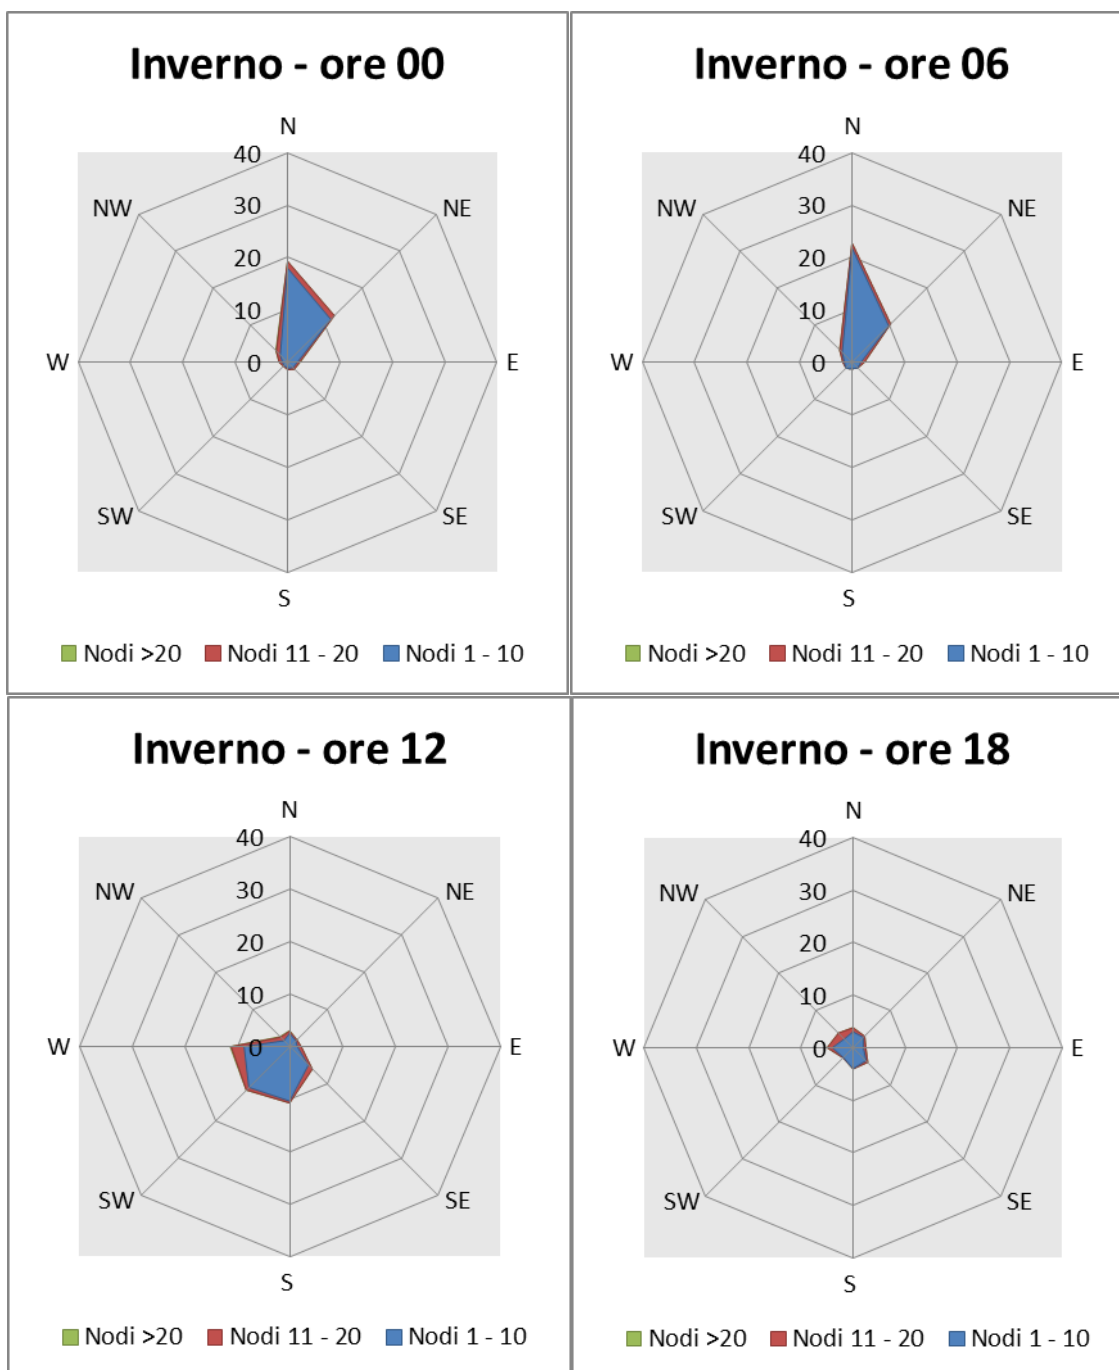 Inverno - ore 00
N
40
NW
NE
30
20
10
W
0
E
SW
SE
S
Nodi >20 Nodi 11 - 20 Nodi 1 - 10
Inverno - ore 06
N
40
NW
NE
30
20
10
W
0
E
SW
SE
S
Nodi >20 Nodi 11 - 20 Nodi 1 - 10
Inverno - ore 12
N
40
NW
NE
30
20
10
W
0
E
SW
SE
S
Nodi >20 Nodi 11 - 20 Nodi 1 - 10
Inverno - ore 18
N
40
NW
NE
30
20
10
W
0
E
SW
SE
S
Nodi >20 Nodi 11 - 20 Nodi 1 - 10